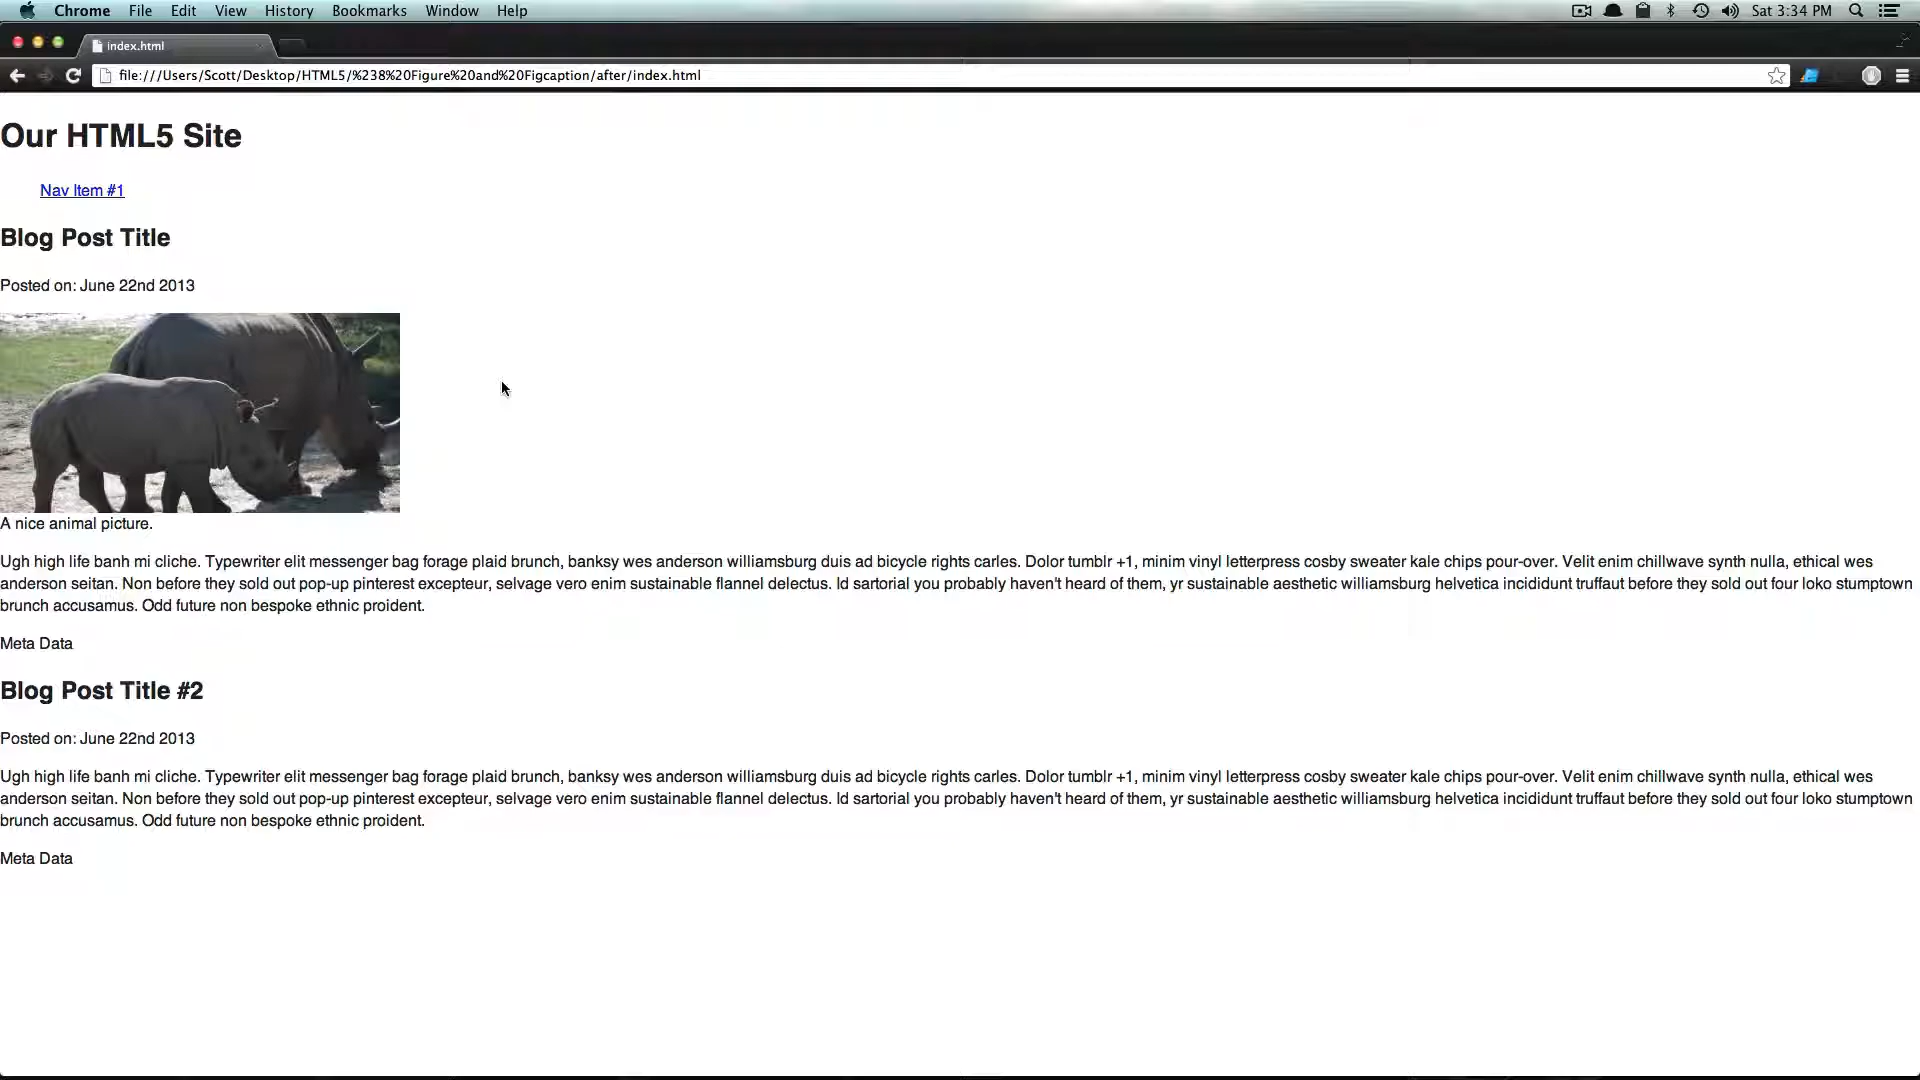 Chrome File Edit View History Bookmarks Window Help Sat 3:34 PM
index.html
file:///Users/Scott/Desktop/HTML5/%238%20Figure%20and%20Figcaption/after/index.html
Our HTML5 Site
Nav Item #1
Blog Post Title
Posted on: June 22nd 2013
A nice animal picture.
Ugh high life banh mi cliche. Typewriter elit messenger bag forage plaid brunch, banksy wes anderson williamsburg duis ad bicycle rights carles. Dolor tumblr +1, minim vinyl letterpress cosby sweater kale chips pour-over. Velit enim chillwave synth nulla, ethical wes
anderson seitan. Non before they sold out pop-up pinterest excepteur, selvage vero enim sustainable flannel delectus. Id sartorial you probably haven't heard of them, yr sustainable aesthetic williamsburg helvetica incididunt truffaut before they sold out four loko stumptown
brunch accusamus. Odd future non bespoke ethnic proident.
Meta Data
Blog Post Title #2
Posted on: June 22nd 2013
Ugh high life banh mi cliche. Typewriter elit messenger bag forage plaid brunch, banksy wes anderson williamsburg duis ad bicycle rights carles. Dolor tumblr +1, minim vinyl letterpress cosby sweater kale chips pour-over. Velit enim chillwave synth nulla, ethical wes
anderson seitan. Non before they sold out pop-up pinterest excepteur, selvage vero enim sustainable flannel delectus. Id sartorial you probably haven't heard of them, yr sustainable aesthetic williamsburg helvetica incididunt truffaut before they sold out four loko stumptown
brunch accusamus. Odd future non bespoke ethnic proident.
Meta Data